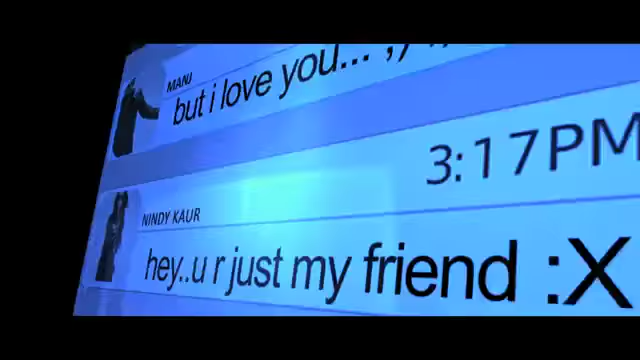 MANJ
but i love you... ;)
3:17PM
NINDY KAUR
hey..u r just my friend :X